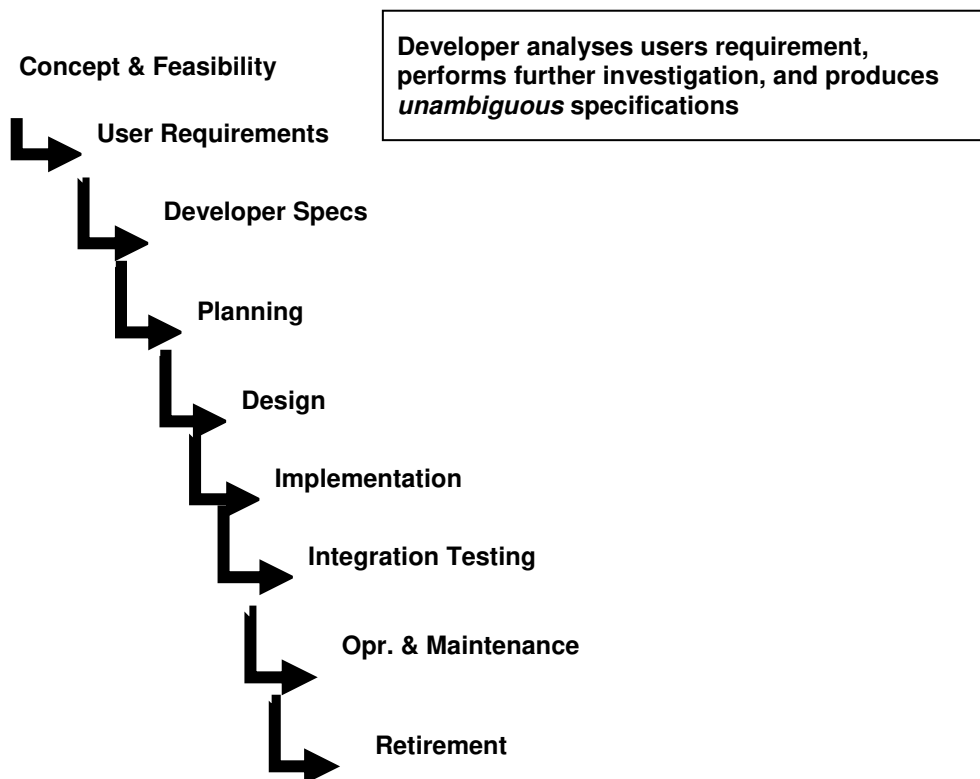 Concept & Feasibility
Developer analyses users requirement,
performs further investigation, and produces
unambiguous specifications
User Requirements
Developer Specs
Planning
Design
Implementation
Integration Testing
Opr. & Maintenance
Retirement